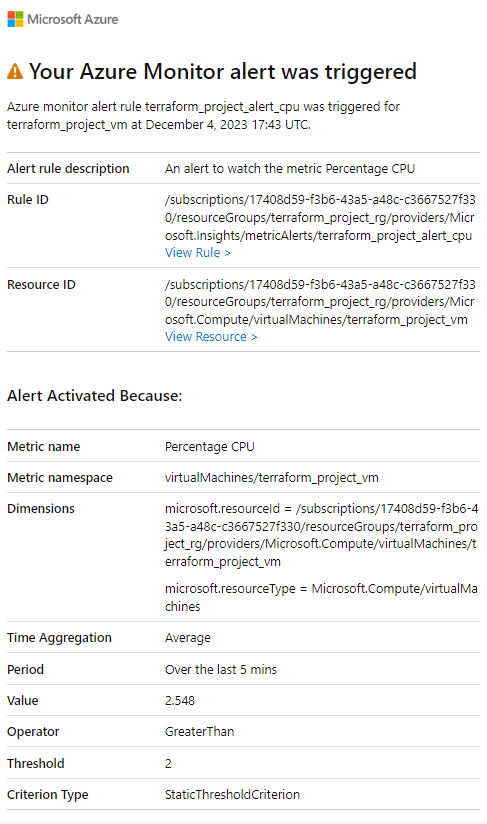 Microsoft Azure
Your Azure Monitor alert was triggered
Azure monitor alert rule terraform_project_alert_cpu was triggered for
terraform_project_vm at December 4, 2023 17:43 UTC.
Alert rule description An alert to watch the metric Percentage CPU
Rule ID /subscriptions/17408d59-f3b6-43a5-a48c-c3667527f33
0/resourceGroups/terraform_project_rg/providers/Micr
osoft.Insights/metricAlerts/terraform_project_alert_cpu
View Rule >
Resource ID /subscriptions/17408d59-f3b6-43a5-a48c-c3667527f33
0/resourceGroups/terraform_project_rg/providers/Micr
osoft.Compute/virtualMachines/terraform_project_vm
View Resource >
Alert Activated Because:
Metric name Percentage CPU
Metric namespace virtualMachines/terraform_project_vm
Dimensions microsoft.resourceId = /subscriptions/17408d59-f3b6-4
3a5-a48c-c3667527f330/resourceGroups/terraform_pro
ject_rg/providers/Microsoft.Compute/virtualMachines/t
erraform_project_vm
microsoft.resourceType = Microsoft.Compute/virtualMa
chines
Time Aggregation Average
Period Over the last 5 mins
Value 2.548
Operator GreaterThan
Threshold 2
Criterion Type StaticThresholdCriterion